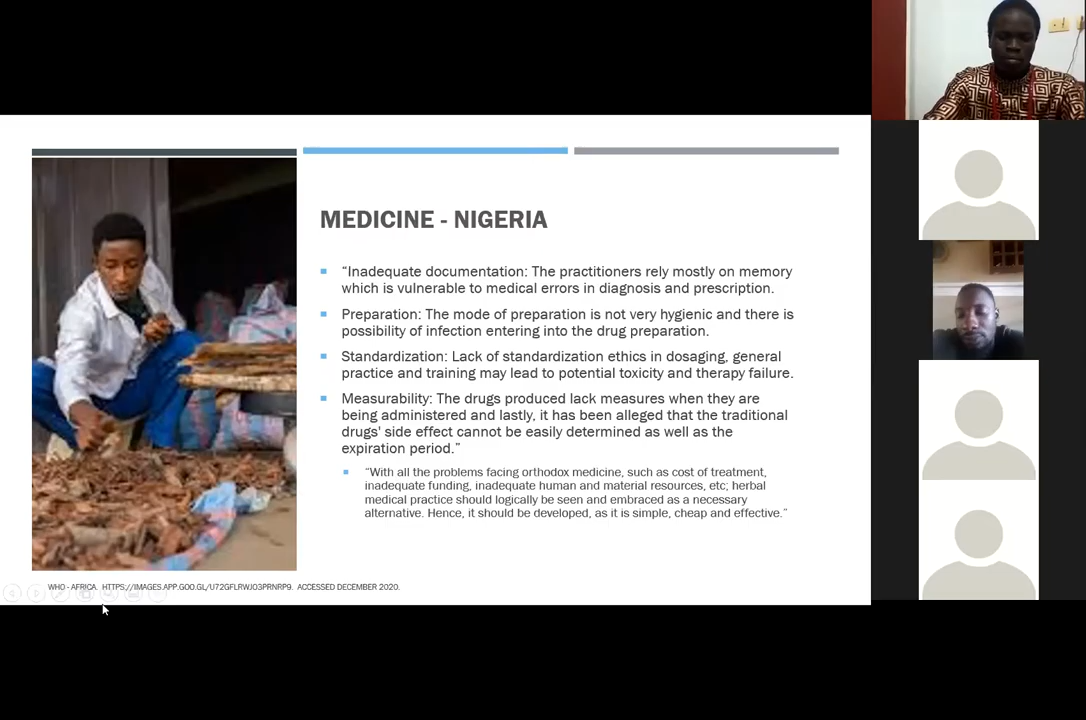 MEDICINE - NIGERIA
“Inadequate documentation: The practitioners rely mostly on memory
which is vulnerable to medical errors in diagnosis and prescription.
Preparation: The mode of preparation is not very hygienic and there is
possibility of infection entering into the drug preparation.
Standardization: Lack of standardization ethics in dosaging, general
practice and training may lead to potential toxicity and therapy failure.
Measurability: The drugs produced lack measures when they are
being administered and lastly, it has been alleged that the traditional
drugs' side effect cannot be easily determined as well as the
expiration period.”
“With all the problems facing orthodox medicine, such as cost of treatment,
inadequate funding, inadequate human and material resources, etc; herbal
medical practice should logically be seen and embraced as a necessary
alternative. Hence, it should be developed, as it is simple, cheap and effective.”
WHO - AFRICA. HTTPS://IMAGES.APP.GOO.GL/U72GFLRWJ03PRNRP9. ACCESSED DECEMBER 2020.